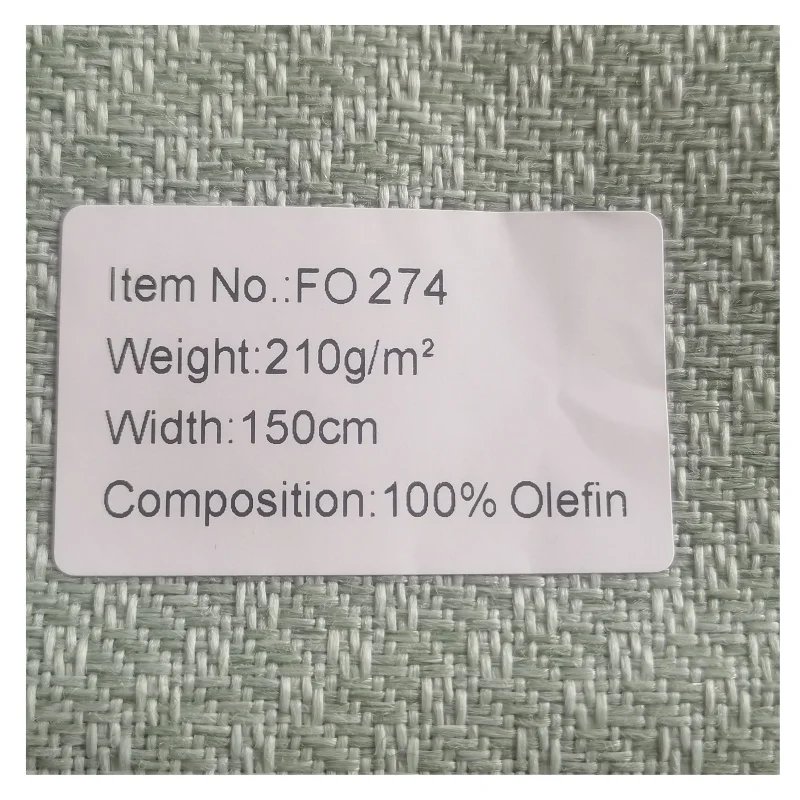 Item No.:FO 274
Weight:210g/m²
Width:150cm
Composition:100% Olefin